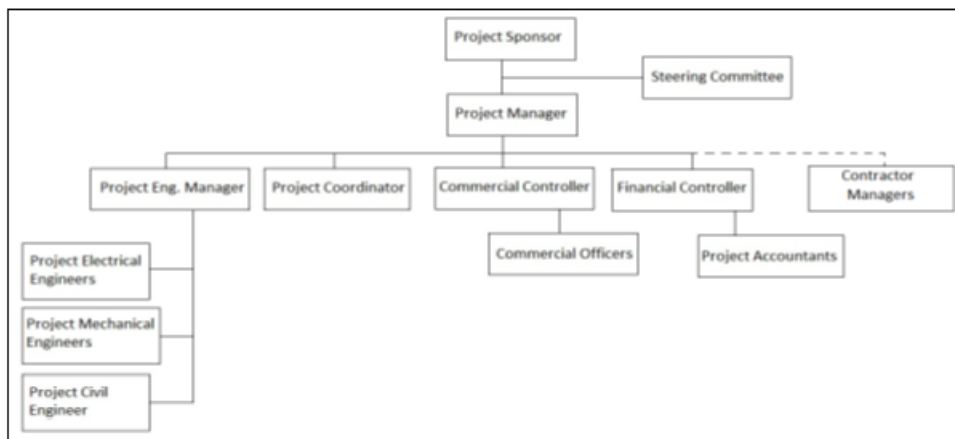 Project Sponsor
Steering Committee
Project Manager
Project Eng. Manager
Project Coordinator
Commercial Controller
Financial Controller
Contractor
Managers
Commercial Officers
Project Accountants
Project Electrical
Engineers
Project Mechanical
Engineers
Project Civil
Engineer